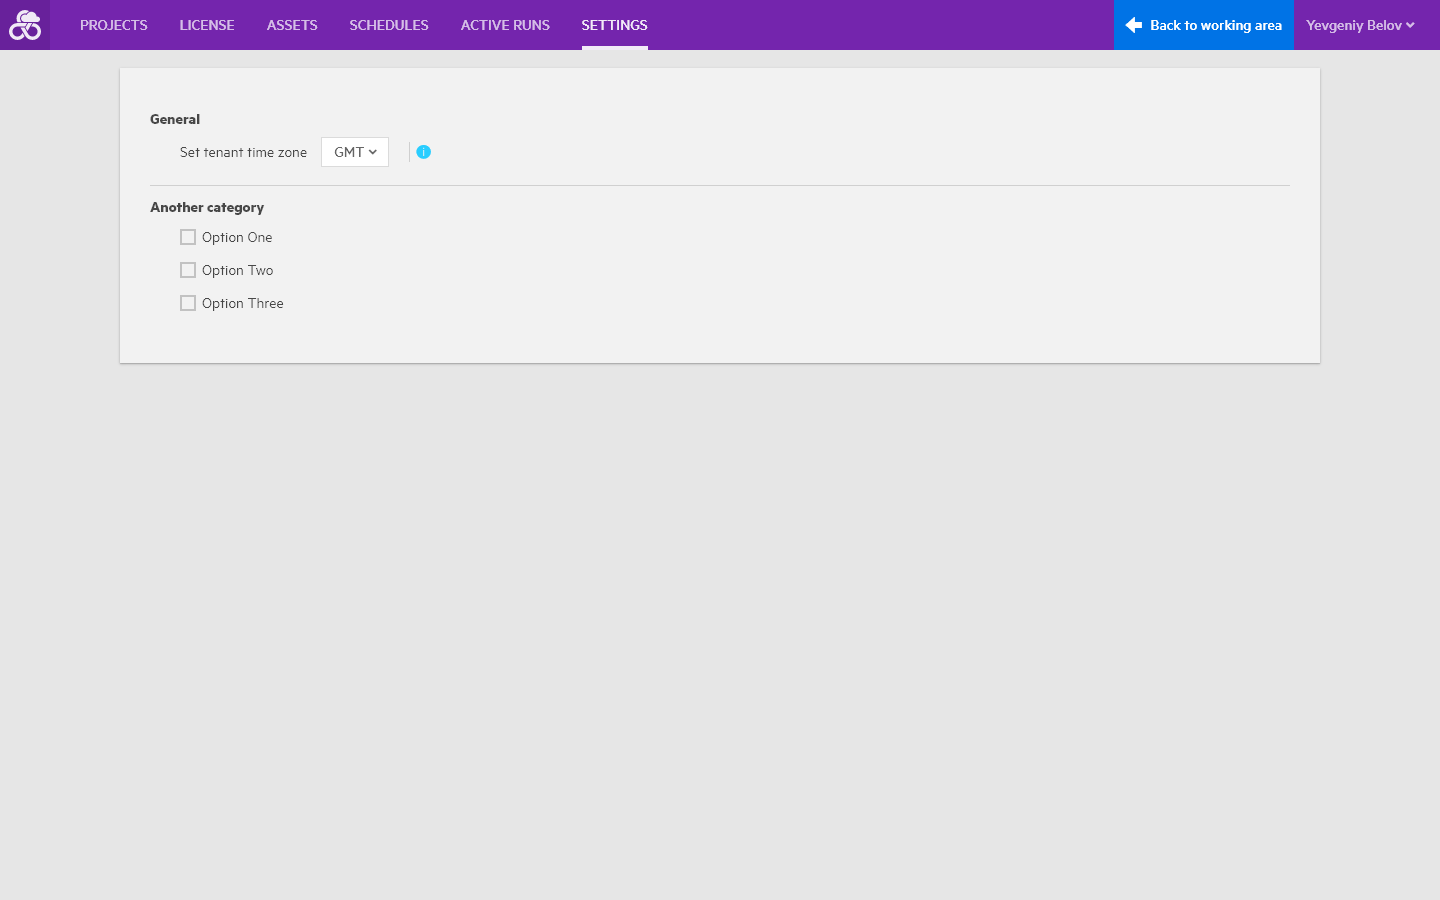 PROJECTS LICENSE ASSETS SCHEDULES ACTIVE RUNS SETTINGS Back to working area Yevgeniy Belov
General
Set tenant time zone GMT i
Another category
Option One
Option Two
Option Three